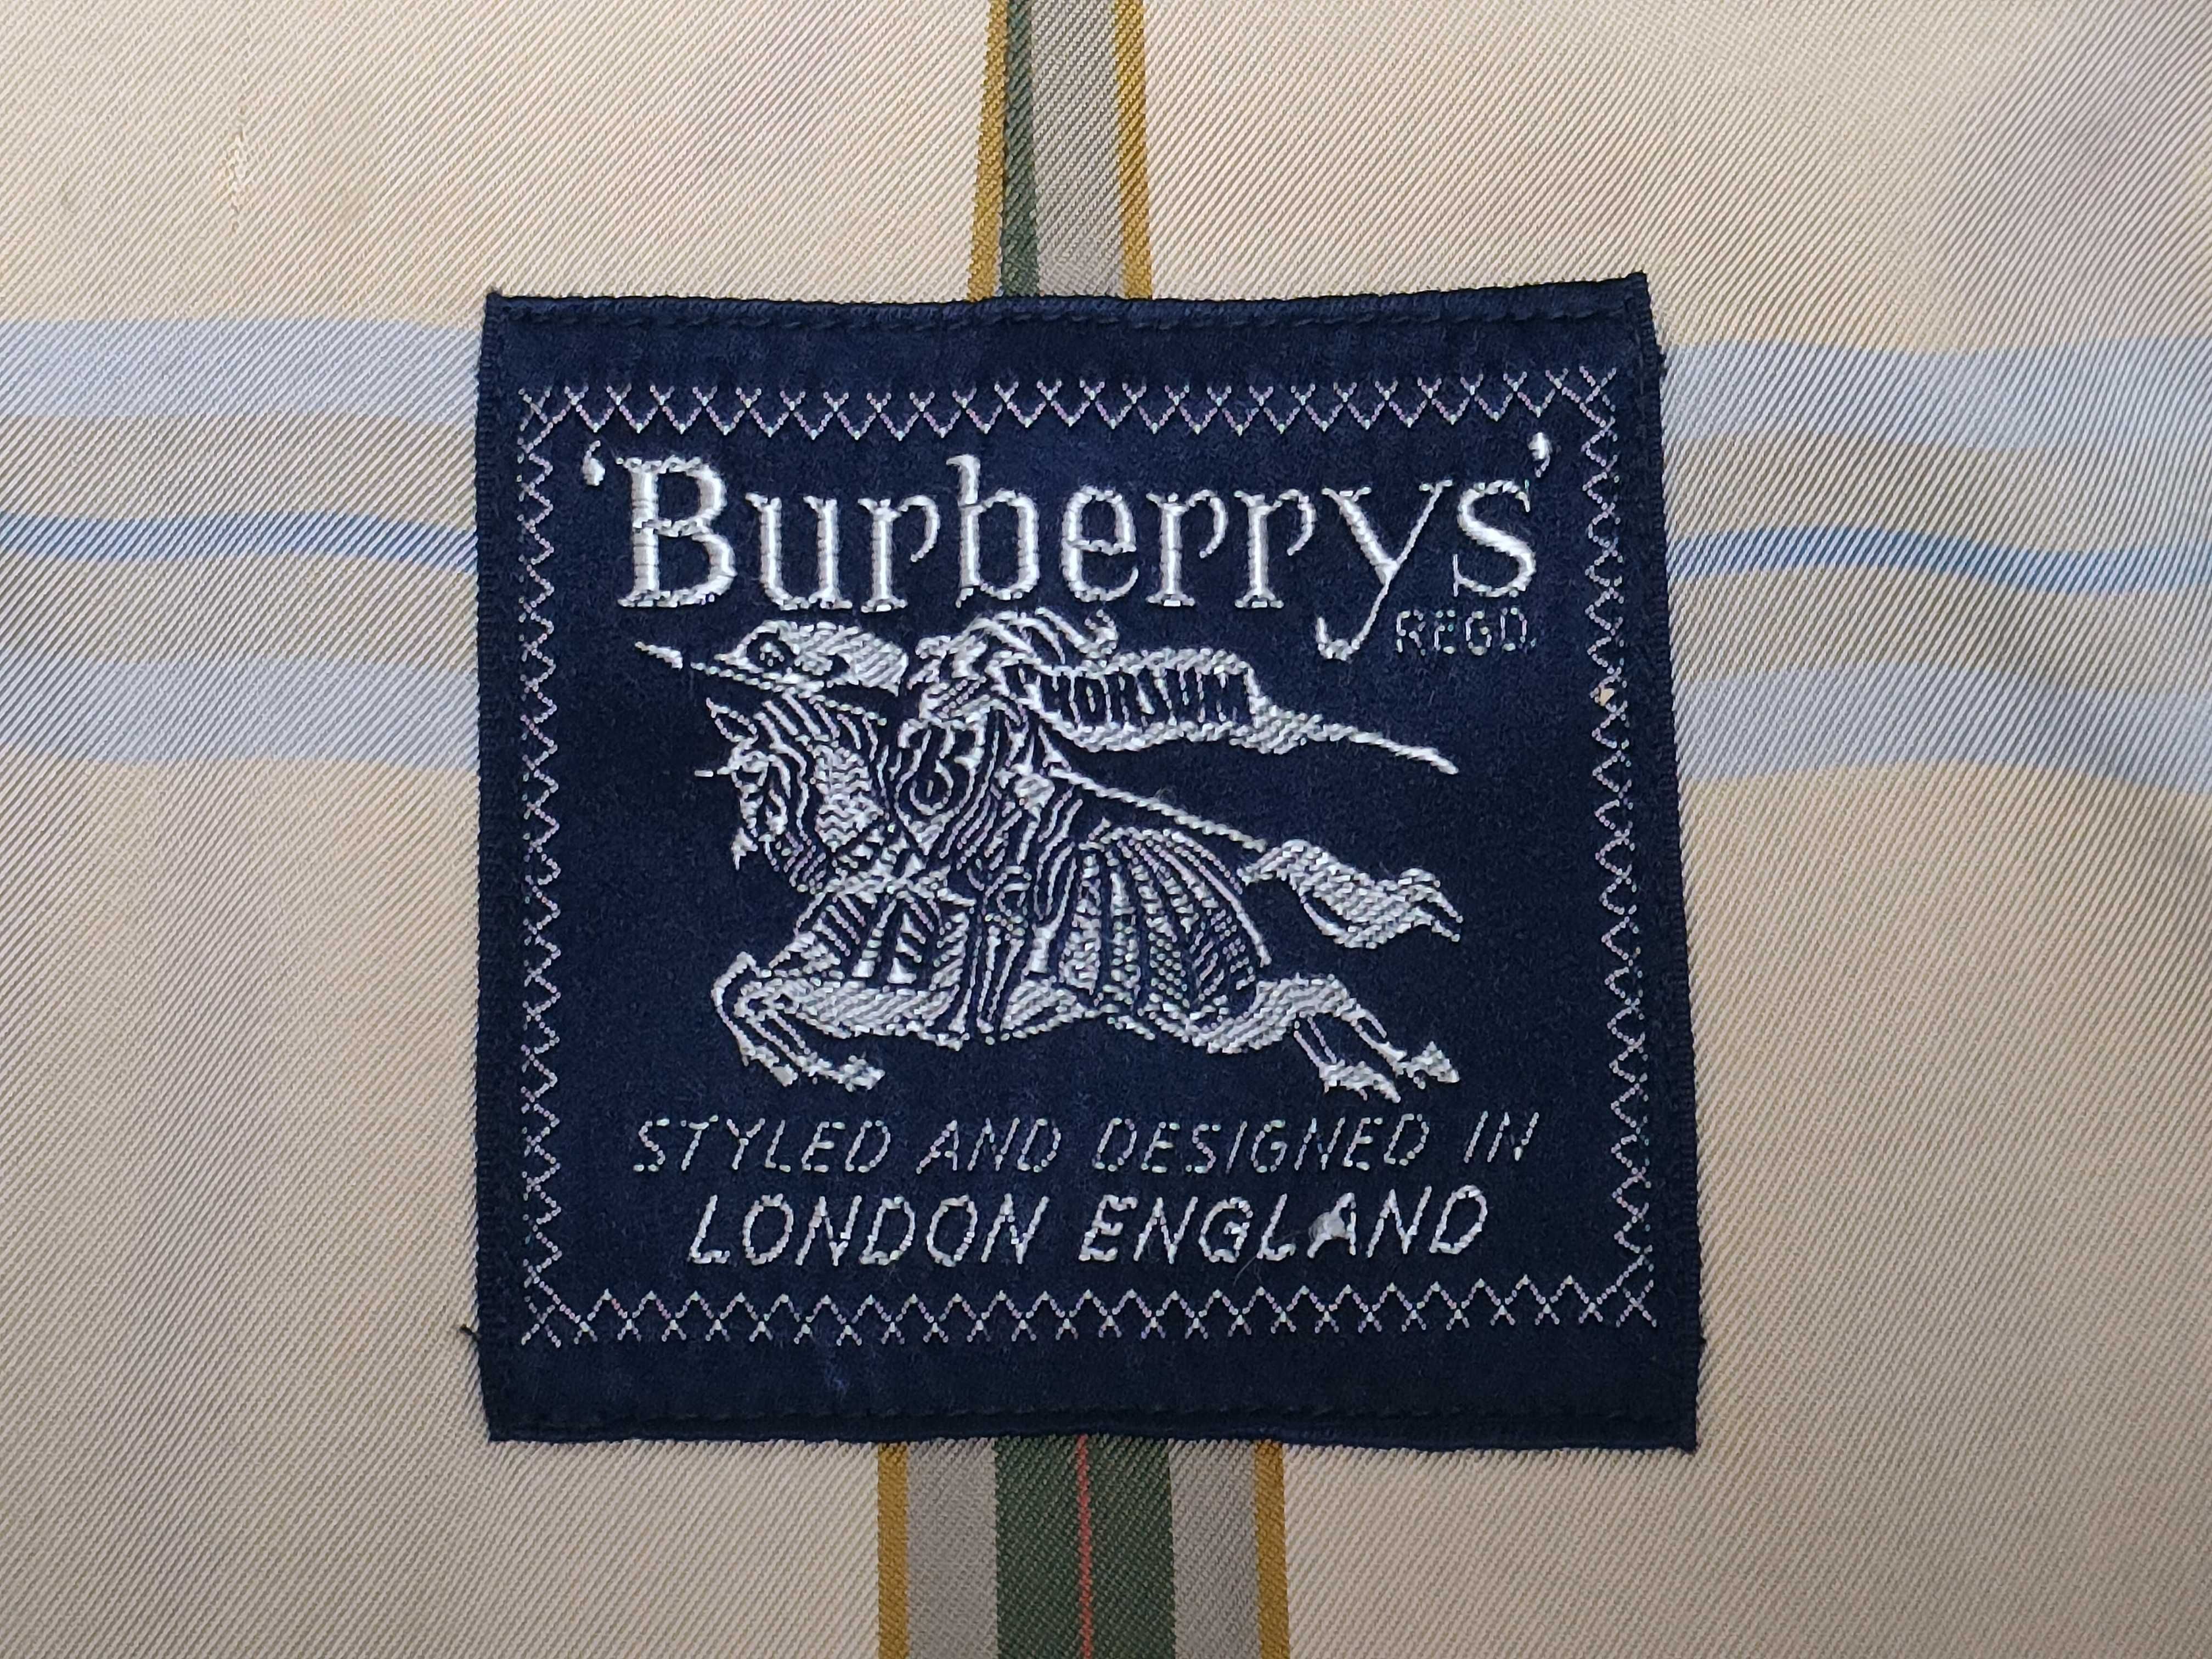 ‘Burberrys’
REGD.
PRORSUM
B
STYLED AND DESIGNED IN
LONDON ENGLAND